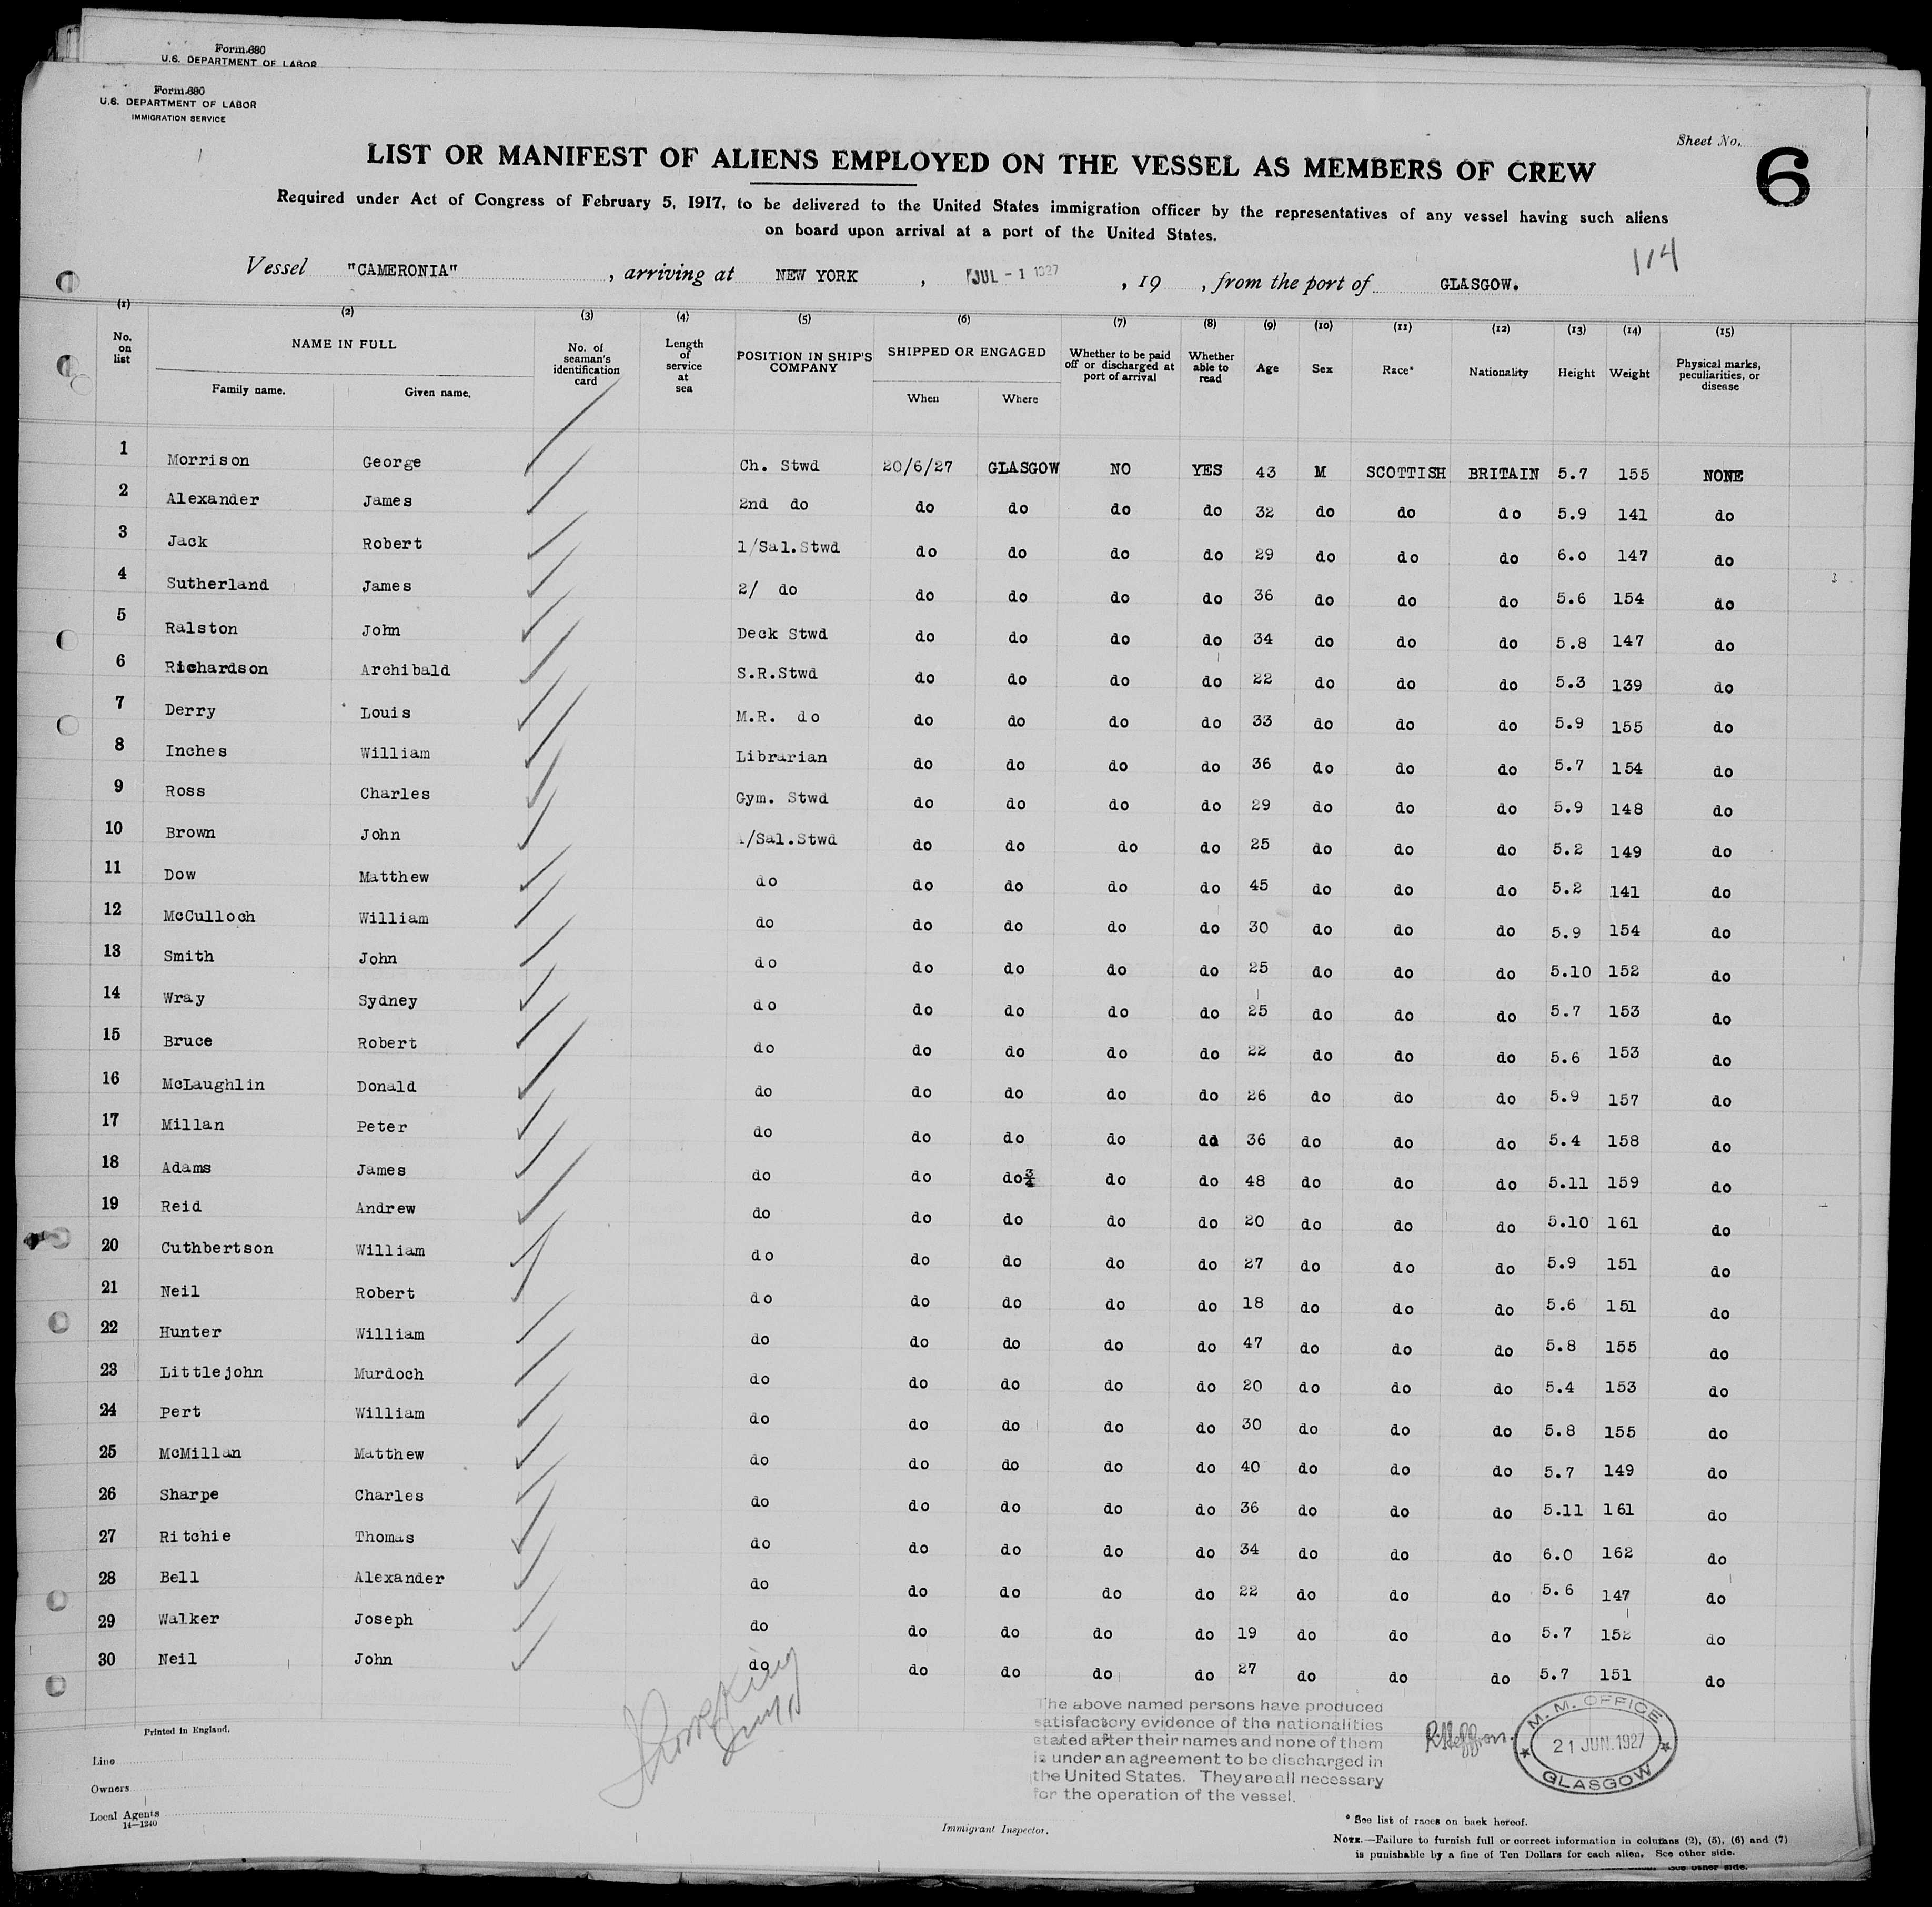 Form 680
U.S. DEPARTMENT OF LABOR
Form 680
U.S. DEPARTMENT OF LABOR
IMMIGRATION SERVICE
Sheet No.
6
LIST OR MANIFEST OF ALIENS EMPLOYED ON THE VESSEL AS MEMBERS OF CREW
Required under Act of Congress of February 5, 1917, to be delivered to the United States immigration officer by the representatives of any vessel having such aliens
on board upon arrival at a port of the United States.
114
Vessel "CAMERONIA", arriving at NEW YORK, JUL - 1 1927, 19, from the port of GLASGOW.
(1) (2) (3) (4) (5) (6) (7) (8) (9) (10) (11) (12) (13) (14) (15)
No. on list NAME IN FULL Family name. Given name. No. of seaman's identification card Length of service at sea POSITION IN SHIP'S COMPANY SHIPPED OR ENGAGED When Where Whether to be paid off or discharged at port of arrival Whether able to read Age Sex Race* Nationality Height Weight Physical marks, peculiarities, or disease
1 Morrison George Ch. Stwd 20/6/27 GLASGOW NO YES 43 M SCOTTISH BRITAIN 5.7 155 NONE
2 Alexander James 2nd do do do do do 32 do do do 5.9 141 do
3 Jack Robert 1/Sal.Stwd do do do do 29 do do do 6.0 147 do
4 Sutherland James 2/ do do do do do 36 do do do 5.6 154 do
5 Ralston John Deck Stwd do do do do 34 do do do 5.8 147 do
6 Richardson Archibald S.R.Stwd do do do do 22 do do do 5.3 139 do
7 Derry Louis M.R. do do do do do 33 do do do 5.9 155 do
8 Inches William Librarian do do do do 36 do do do 5.7 154 do
9 Ross Charles Gym. Stwd do do do do 29 do do do 5.9 148 do
10 Brown John /Sal.Stwd do do do do 25 do do do 5.2 149 do
11 Dow Matthew do do do do do 45 do do do 5.2 141 do
12 McCulloch William do do do do do 30 do do do 5.9 154 do
13 Smith John do do do do do 25 do do do 5.10 152 do
14 Wray Sydney do do do do do 25 do do do 5.7 153 do
15 Bruce Robert do do do do do 22 do do do 5.6 153 do
16 McLaughlin Donald do do do do do 26 do do do 5.9 157 do
17 Millan Peter do do do do do 36 do do do 5.4 158 do
18 Adams James do do do¾ do do 48 do do do 5.11 159 do
19 Reid Andrew do do do do do 20 do do do 5.10 161 do
20 Cuthbertson William do do do do do 27 do do do 5.9 151 do
21 Neil Robert do do do do do 18 do do do 5.6 151 do
22 Hunter William do do do do do 47 do do do 5.8 155 do
23 Littlejohn Murdoch do do do do do 20 do do do 5.4 153 do
24 Pert William do do do do do 30 do do do 5.8 155 do
25 McMillan Matthew do do do do do 40 do do do 5.7 149 do
26 Sharpe Charles do do do do do 36 do do do 5.11 161 do
27 Ritchie Thomas do do do do do 34 do do do 6.0 162 do
28 Bell Alexander do do do do do 22 do do do 5.6 147 do
29 Walker Joseph do do do do do 19 do do do 5.7 152 do
30 Neil John do do do do do 27 do do do 5.7 151 do
The above named persons have produced
satisfactory evidence of the nationalities
stated after their names and none of them
is under an agreement to be discharged in
the United States. They are all necessary
for the operation of the vessel.
M. M. OFFICE
21 JUN. 1927
GLASGOW
Printed in England.
Line
Owners
Local Agents
14—1240
Immigrant Inspector.
* See list of races on back hereof.
NOTE.—Failure to furnish full or correct information in columns (2), (5), (6) and (7)
is punishable by a fine of Ten Dollars for each alien. See other side.
See other side.